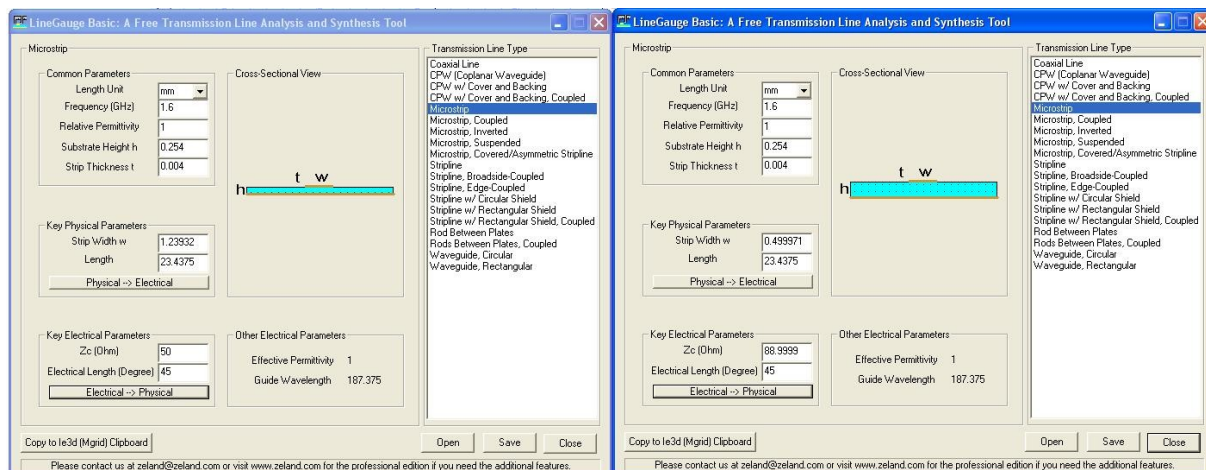 LineGauge Basic: A Free Transmission Line Analysis and Synthesis Tool
Microstrip
Common Parameters
Length Unit mm
Frequency (GHz) 1.6
Relative Permittivity 1
Substrate Height h 0.254
Strip Thickness t 0.004
Cross-Sectional View
t w
h
Key Physical Parameters
Strip Width w 1.23932
Length 23.4375
Physical --> Electrical
Key Electrical Parameters
Zc (Ohm) 50
Electrical Length (Degree) 45
Electrical --> Physical
Other Electrical Parameters
Effective Permittivity 1
Guide Wavelength 187.375
Transmission Line Type
Coaxial Line
CPW (Coplanar Waveguide)
CPW w/ Cover and Backing
CPW w/ Cover and Backing, Coupled
Microstrip
Microstrip, Coupled
Microstrip, Inverted
Microstrip, Suspended
Microstrip, Covered/Asymmetric Stripline
Stripline
Stripline, Broadside-Coupled
Stripline, Edge-Coupled
Stripline w/ Circular Shield
Stripline w/ Rectangular Shield
Stripline w/ Rectangular Shield, Coupled
Rod Between Plates
Rods Between Plates, Coupled
Waveguide, Circular
Waveguide, Rectangular
Copy to Ie3d (Mgrid) Clipboard
Open Save Close
Please contact us at zeland@zeland.com or visit www.zeland.com for the professional edition if you need the additional features.
LineGauge Basic: A Free Transmission Line Analysis and Synthesis Tool
Microstrip
Common Parameters
Length Unit mm
Frequency (GHz) 1.6
Relative Permittivity 1
Substrate Height h 0.254
Strip Thickness t 0.004
Cross-Sectional View
t w
h
Key Physical Parameters
Strip Width w 0.499971
Length 23.4375
Physical --> Electrical
Key Electrical Parameters
Zc (Ohm) 88.9999
Electrical Length (Degree) 45
Electrical --> Physical
Other Electrical Parameters
Effective Permittivity 1
Guide Wavelength 187.375
Transmission Line Type
Coaxial Line
CPW (Coplanar Waveguide)
CPW w/ Cover and Backing
CPW w/ Cover and Backing, Coupled
Microstrip
Microstrip, Coupled
Microstrip, Inverted
Microstrip, Suspended
Microstrip, Covered/Asymmetric Stripline
Stripline
Stripline, Broadside-Coupled
Stripline, Edge-Coupled
Stripline w/ Circular Shield
Stripline w/ Rectangular Shield
Stripline w/ Rectangular Shield, Coupled
Rod Between Plates
Rods Between Plates, Coupled
Waveguide, Circular
Waveguide, Rectangular
Copy to Ie3d (Mgrid) Clipboard
Open Save Close
Please contact us at zeland@zeland.com or visit www.zeland.com for the professional edition if you need the additional features.